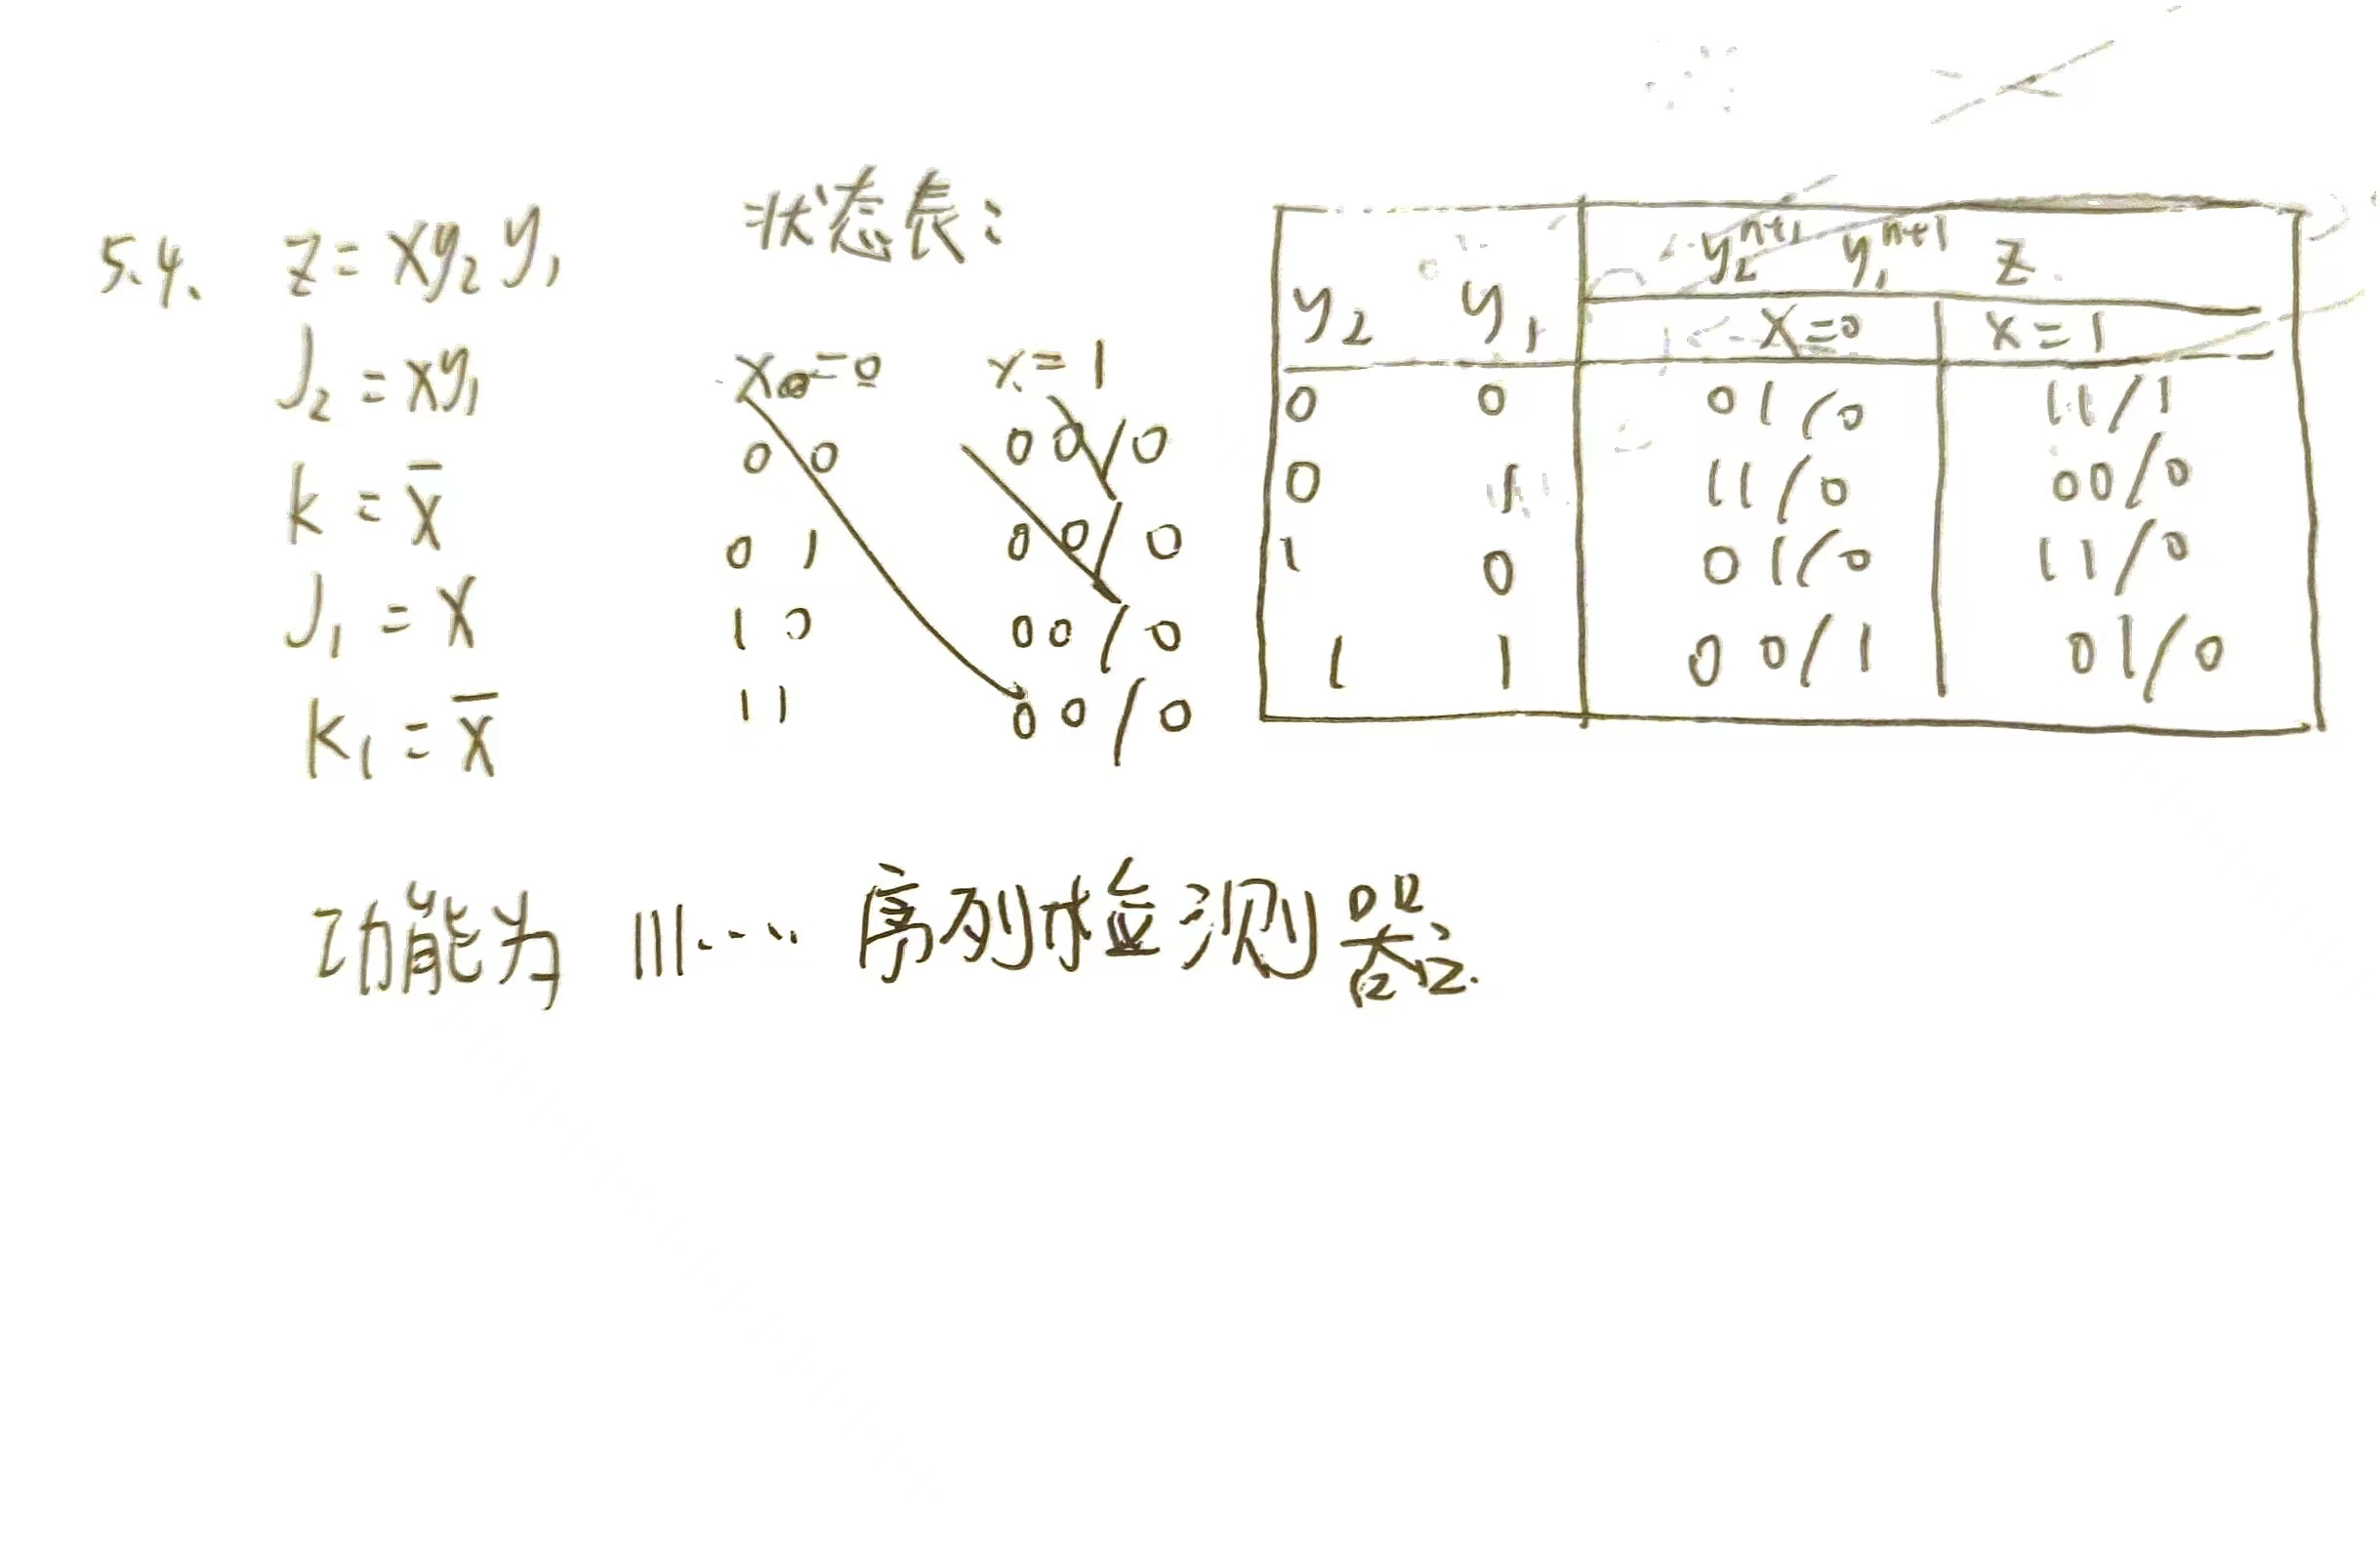 5.4. z = xy₂ y₁
J₂ = xy₁
k = x̄
J₁ = x
k₁ = x̄
状态表:
x=0 x=1
0 0 00/0
0 1 00/0
1 0 00/0
11 00/0
y₂ y₁ y₂ⁿ⁺¹ y₁ⁿ⁺¹ z
x=0 x=1
0 0 01/0 11/1
0 1 11/0 00/0
1 0 01/0 11/0
1 1 00/1 01/0
功能为 111···· 序列检测器.